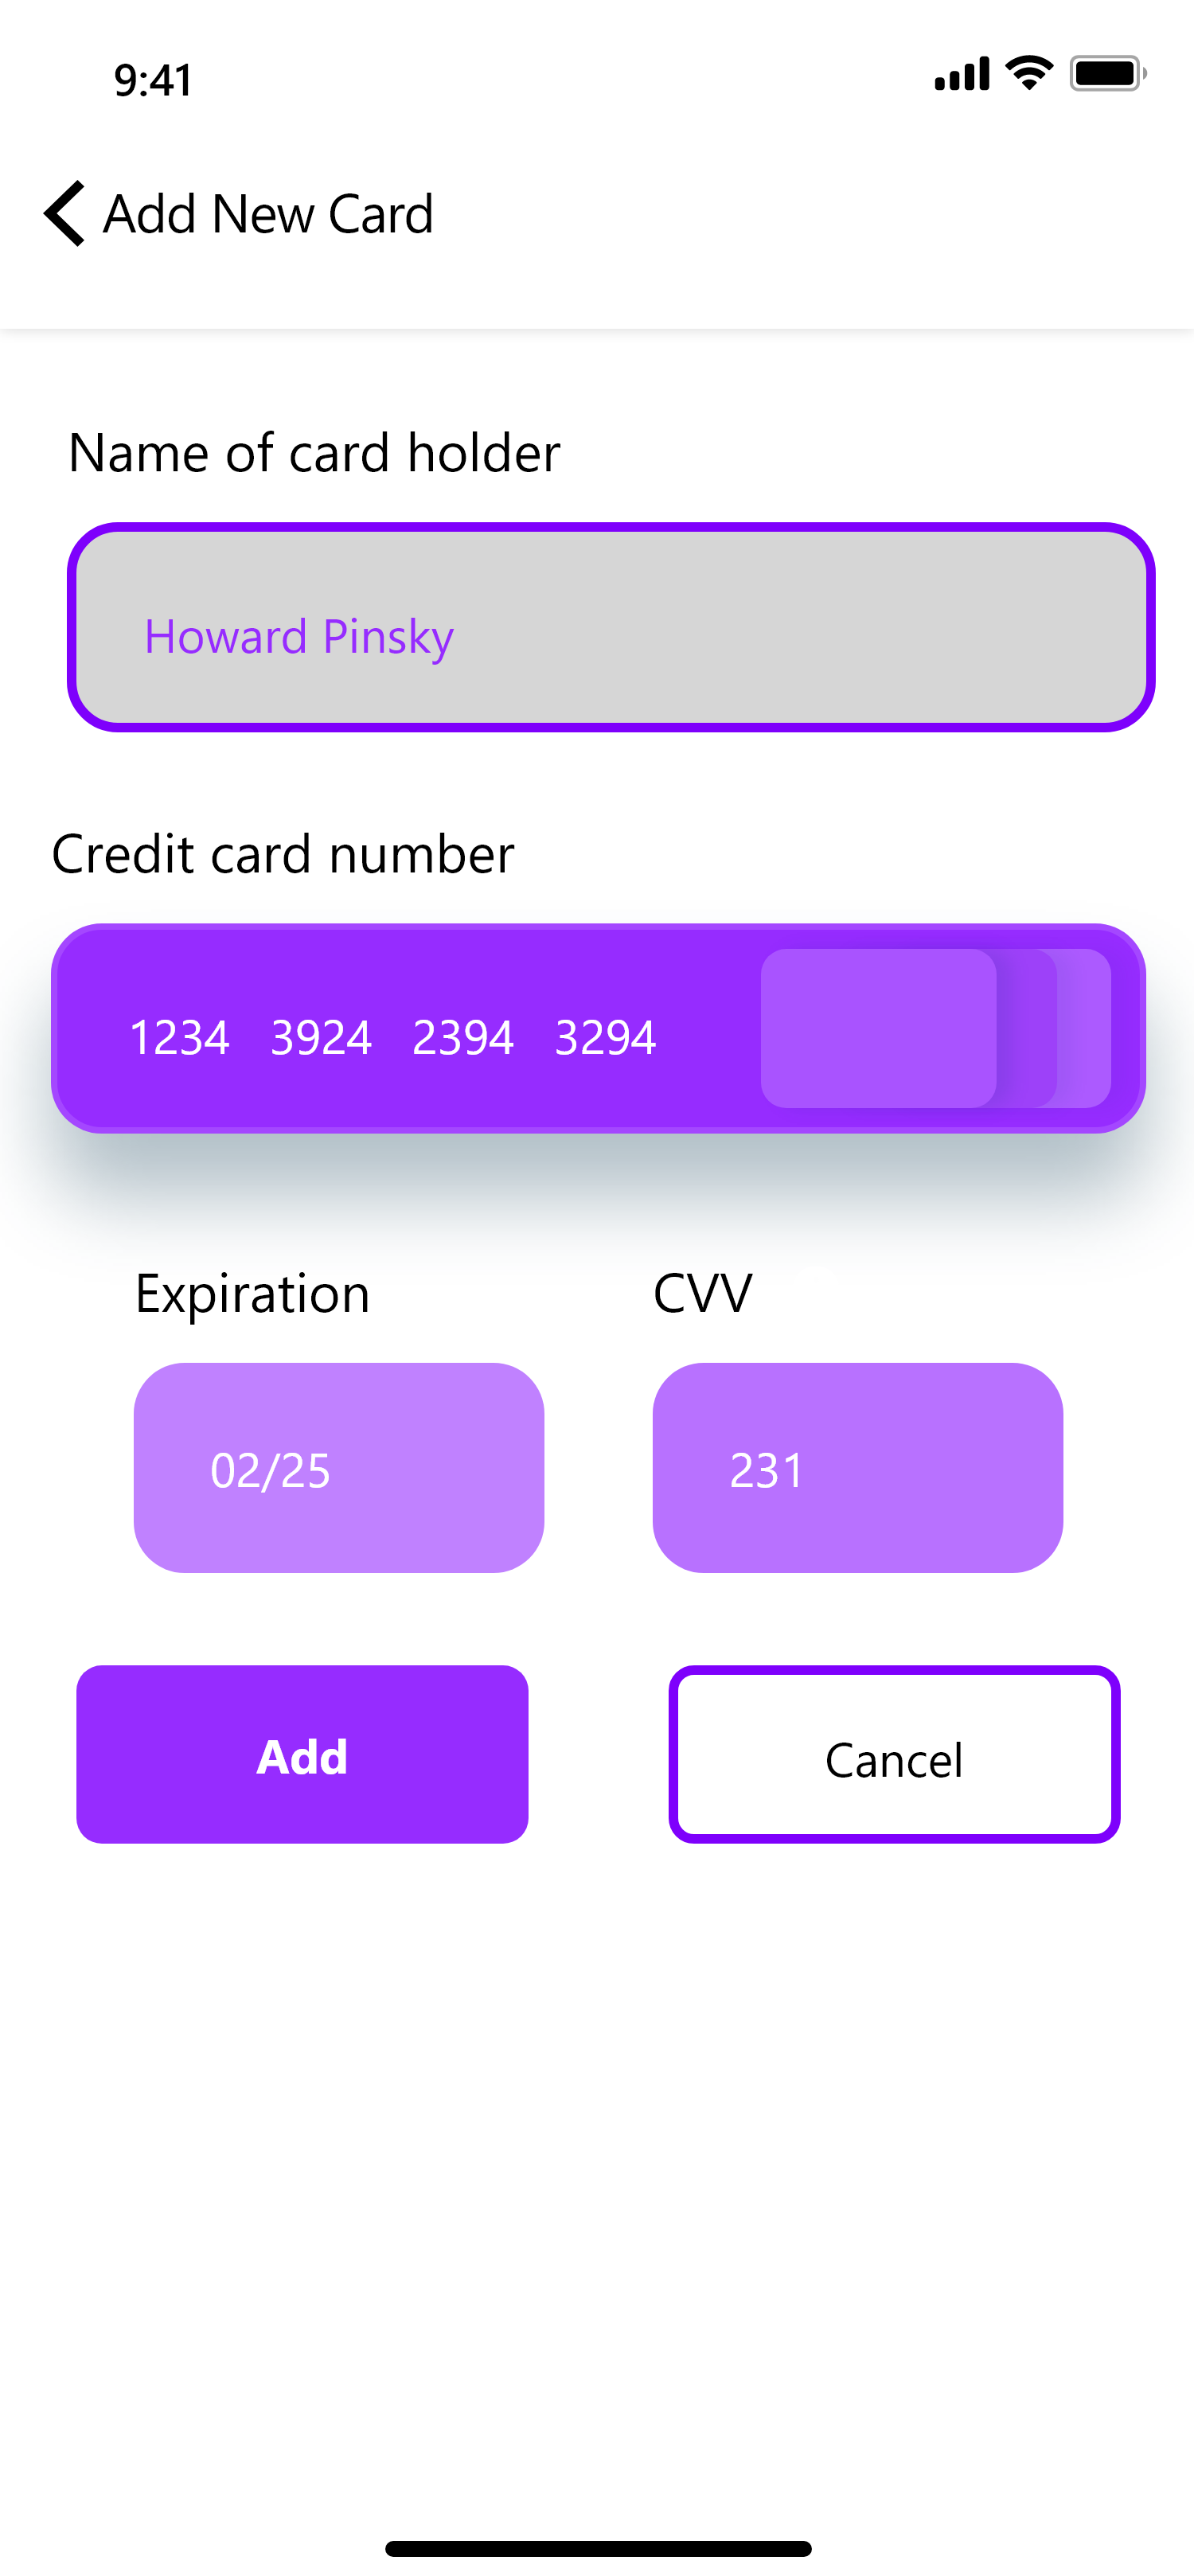 9:41
Add New Card
Name of card holder
Howard Pinsky
Credit card number
1234 3924 2394 3294
Expiration CVV
02/25 231
Add Cancel